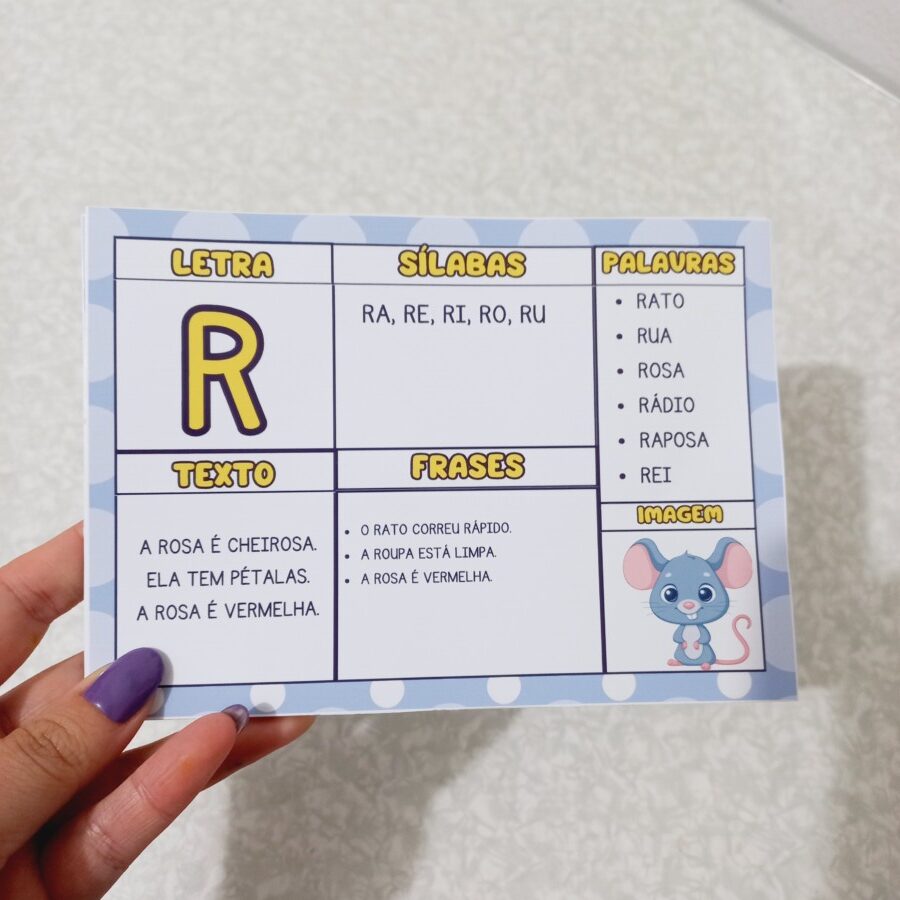 LETRA
R
SÍLABAS
RA, RE, RI, RO, RU
PALAVRAS
• RATO
• RUA
• ROSA
• RÁDIO
• RAPOSA
• REI
TEXTO
A ROSA É CHEIROSA.
ELA TEM PÉTALAS.
A ROSA É VERMELHA.
FRASES
• O RATO CORREU RÁPIDO.
• A ROUPA ESTÁ LIMPA.
• A ROSA É VERMELHA.
IMAGEM